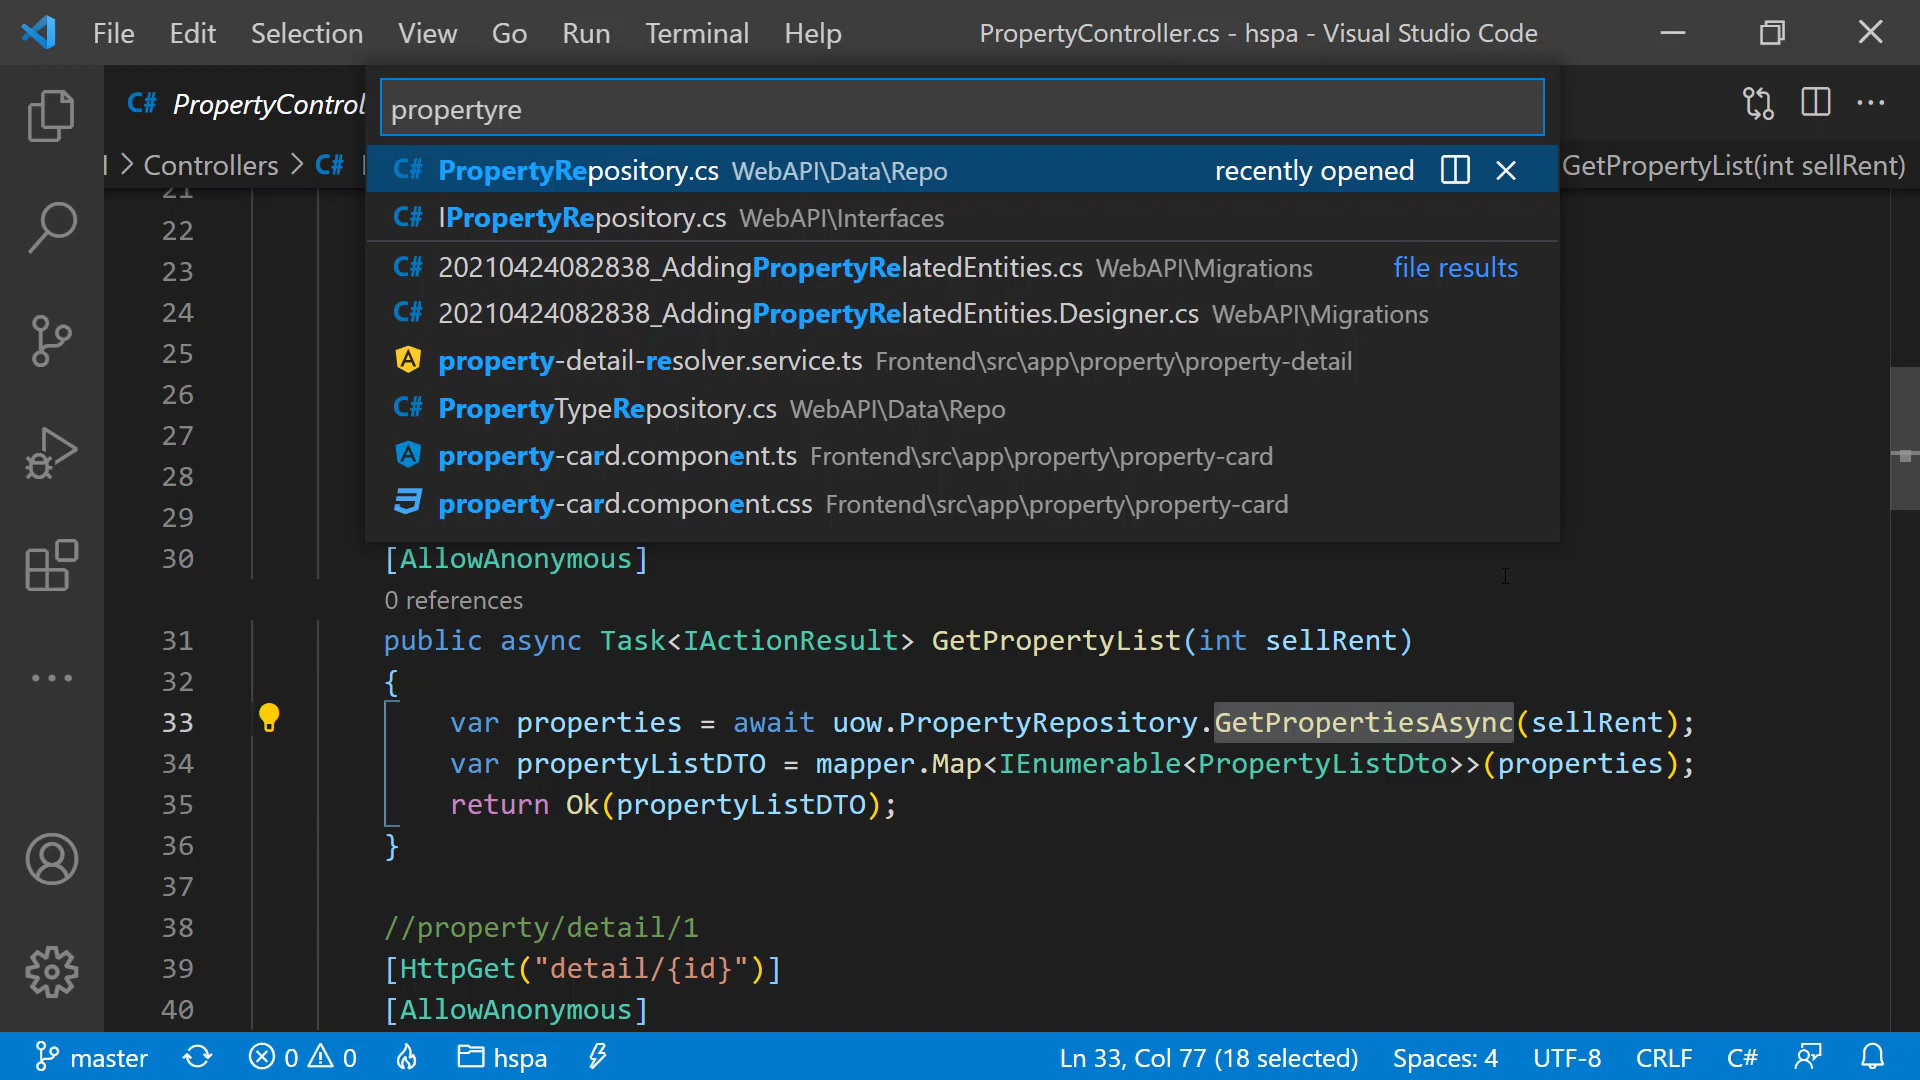 File Edit Selection View Go Run Terminal Help PropertyController.cs - hspa - Visual Studio Code
C# PropertyControl
propertyre
> Controllers > C# GetPropertyList(int sellRent)
C# PropertyRepository.cs WebAPI\Data\Repo recently opened
C# IPropertyRepository.cs WebAPI\Interfaces
C# 20210424082838_AddingPropertyRelatedEntities.cs WebAPI\Migrations file results
C# 20210424082838_AddingPropertyRelatedEntities.Designer.cs WebAPI\Migrations
property-detail-resolver.service.ts Frontend\src\app\property\property-detail
C# PropertyTypeRepository.cs WebAPI\Data\Repo
property-card.component.ts Frontend\src\app\property\property-card
property-card.component.css Frontend\src\app\property\property-card
21
22
23
24
25
26
27
28
29
30 [AllowAnonymous]
0 references
31 public async Task<IActionResult> GetPropertyList(int sellRent)
32 {
33 var properties = await uow.PropertyRepository.GetPropertiesAsync(sellRent);
34 var propertyListDTO = mapper.Map<IEnumerable<PropertyListDto>>(properties);
35 return Ok(propertyListDTO);
36 }
37
38 //property/detail/1
39 [HttpGet("detail/{id}")]
40 [AllowAnonymous]
master 0 0 hspa Ln 33, Col 77 (18 selected) Spaces: 4 UTF-8 CRLF C#